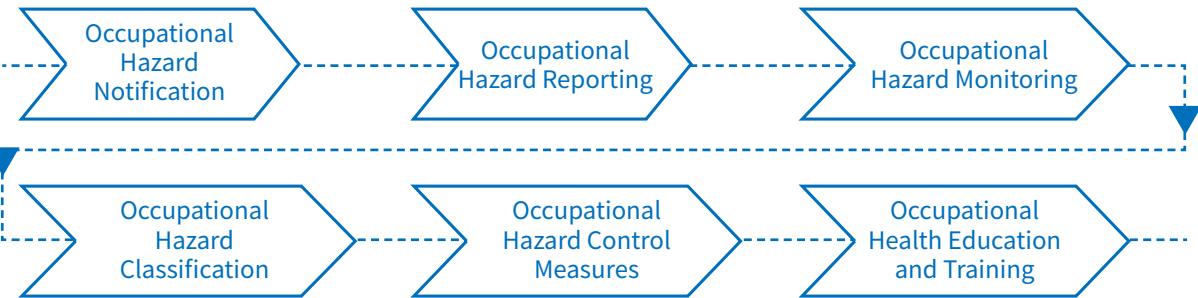 Occupational
Hazard
Notification
Occupational
Hazard Reporting
Occupational
Hazard Monitoring
Occupational
Hazard
Classification
Occupational
Hazard Control
Measures
Occupational
Health Education
and Training